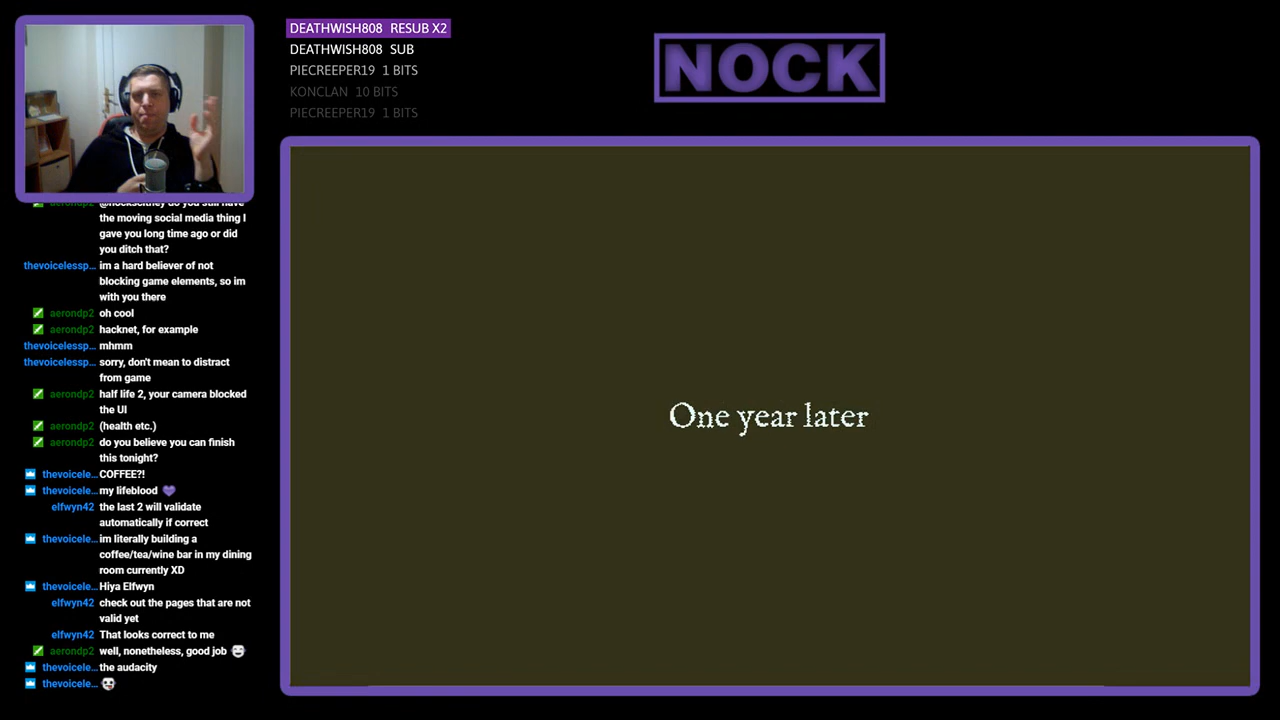 DEATHWISH808 RESUB X2
DEATHWISH808 SUB
PIECREEPER19 1 BITS
KONCLAN 10 BITS
PIECREEPER19 1 BITS
NOCK
One year later
do you still have
the moving social media thing I
gave you long time ago or did
you ditch that?
thevoicelessp... im a hard believer of not
blocking game elements, so im
with you there
aerondp2 oh cool
aerondp2 hacknet, for example
thevoicelessp... mhmm
thevoicelessp... sorry, don't mean to distract
from game
aerondp2 half life 2, your camera blocked
the UI
aerondp2 (health etc.)
aerondp2 do you believe you can finish
this tonight?
thevoicele... COFFEE?!
thevoicele... my lifeblood
elfwyn42 the last 2 will validate
automatically if correct
thevoicele... im literally building a
coffee/tea/wine bar in my dining
room currently XD
thevoicele... Hiya Elfwyn
elfwyn42 check out the pages that are not
valid yet
elfwyn42 That looks correct to me
aerondp2 well, nonetheless, good job
thevoicele... the audacity
thevoicele...